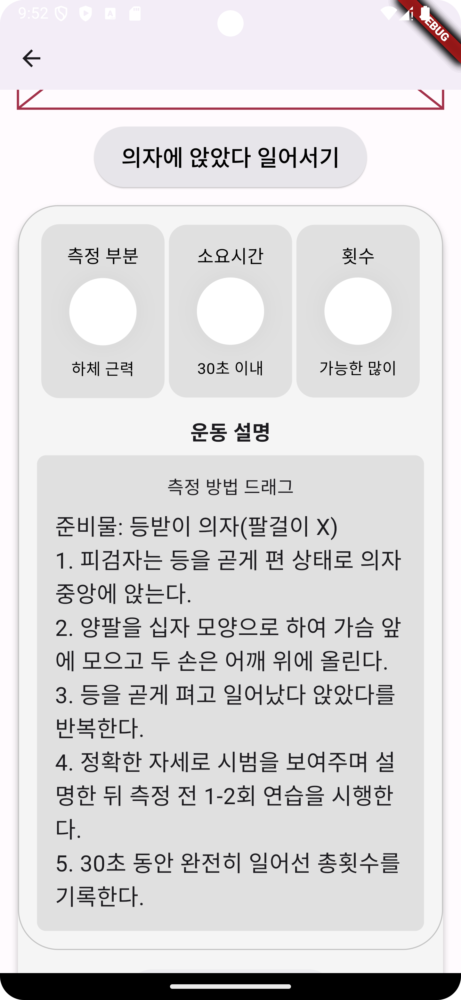 9:52
EBUG
의자에 앉았다 일어서기
측정 부분
소요시간
횟수
하체 근력
30초 이내
가능한 많이
운동 설명
측정 방법 드래그
준비물: 등받이 의자(팔걸이 X)
1. 피검자는 등을 곧게 편 상태로 의자
중앙에 앉는다.
2. 양팔을 십자 모양으로 하여 가슴 앞
에 모으고 두 손은 어깨 위에 올린다.
3. 등을 곧게 펴고 일어났다 앉았다를
반복한다.
4. 정확한 자세로 시범을 보여주며 설
명한 뒤 측정 전 1-2회 연습을 시행한
다.
5. 30초 동안 완전히 일어선 총횟수를
기록한다.